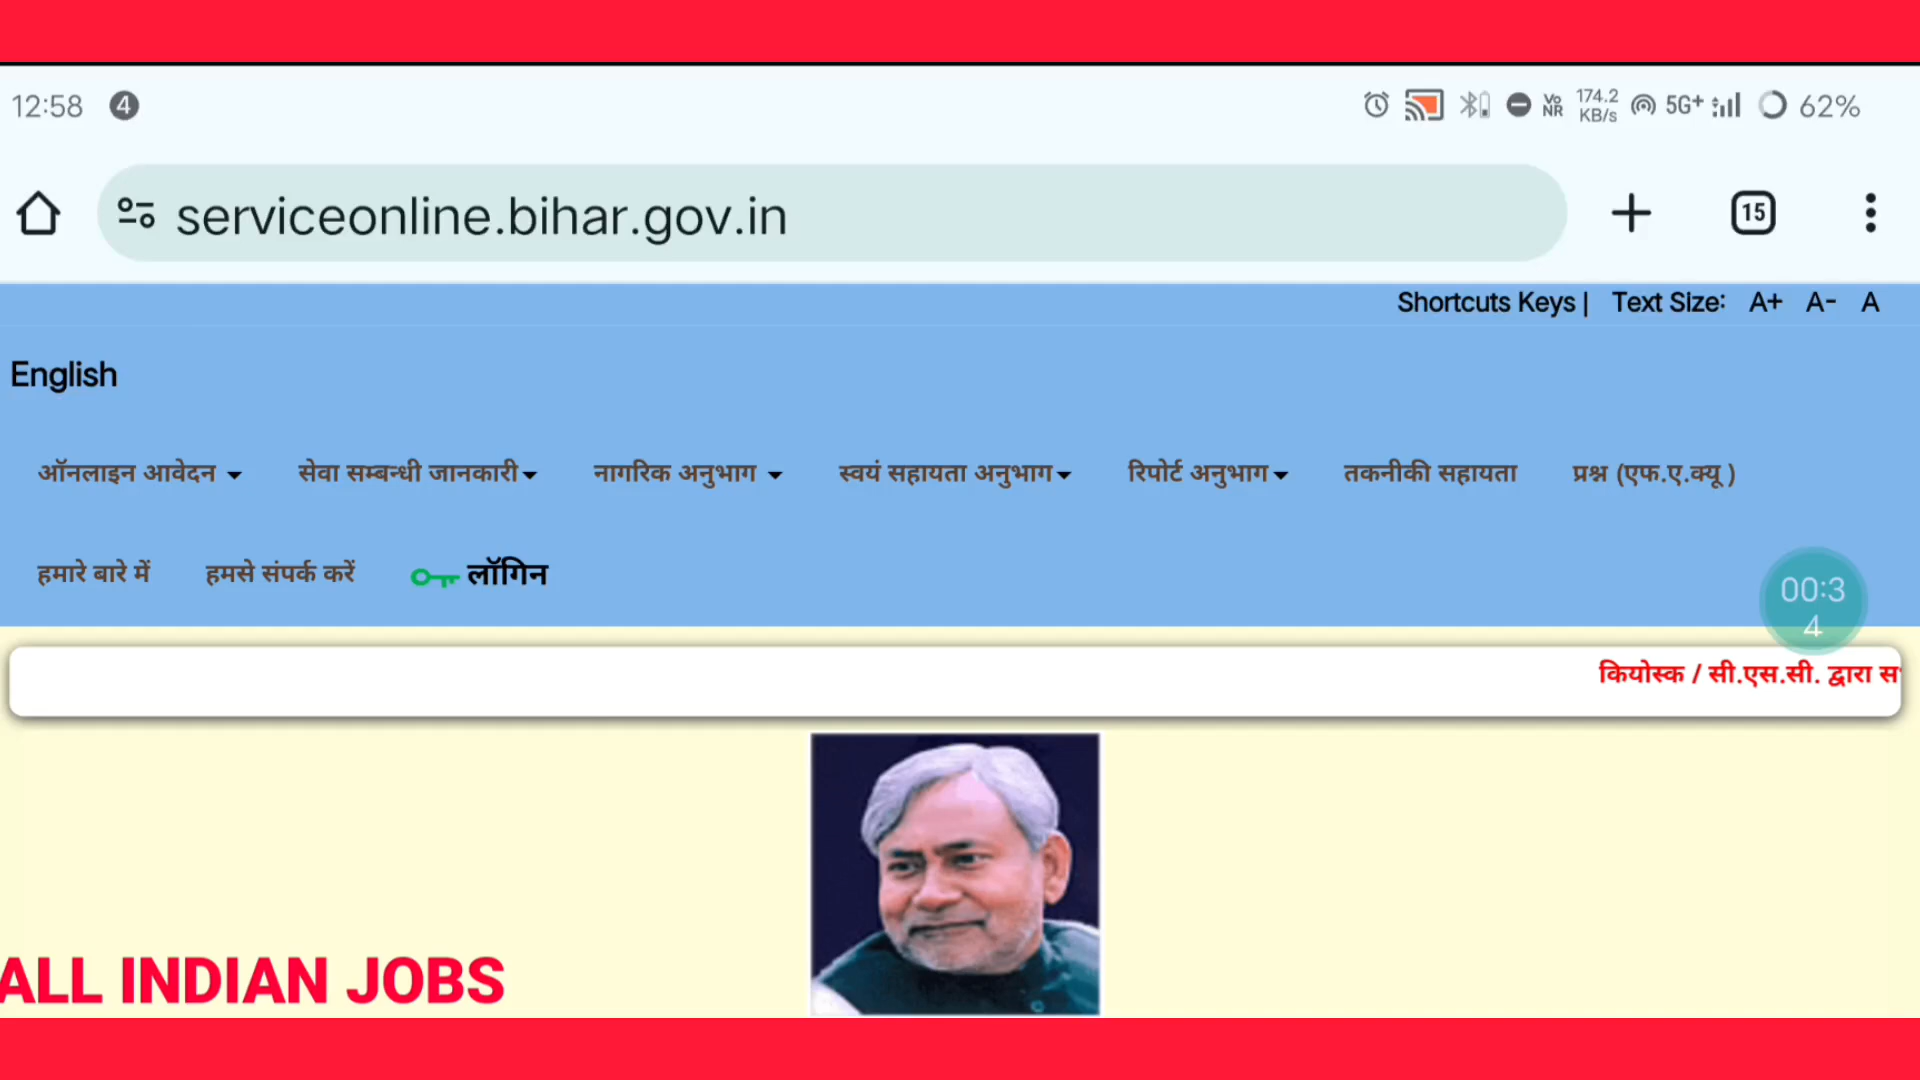 12:58 4 Vo NR 174.2 KB/s 5G+ 62%
serviceonline.bihar.gov.in 15
Shortcuts Keys | Text Size: A+ A- A
English
ऑनलाइन आवेदन सेवा सम्बन्धी जानकारी नागरिक अनुभाग स्वयं सहायता अनुभाग रिपोर्ट अनुभाग तकनीकी सहायता प्रश्न (एफ.ए.क्यू )
हमारे बारे में हमसे संपर्क करें लॉगिन
00:3
4
कियोस्क / सी.एस.सी. द्वारा स
ALL INDIAN JOBS